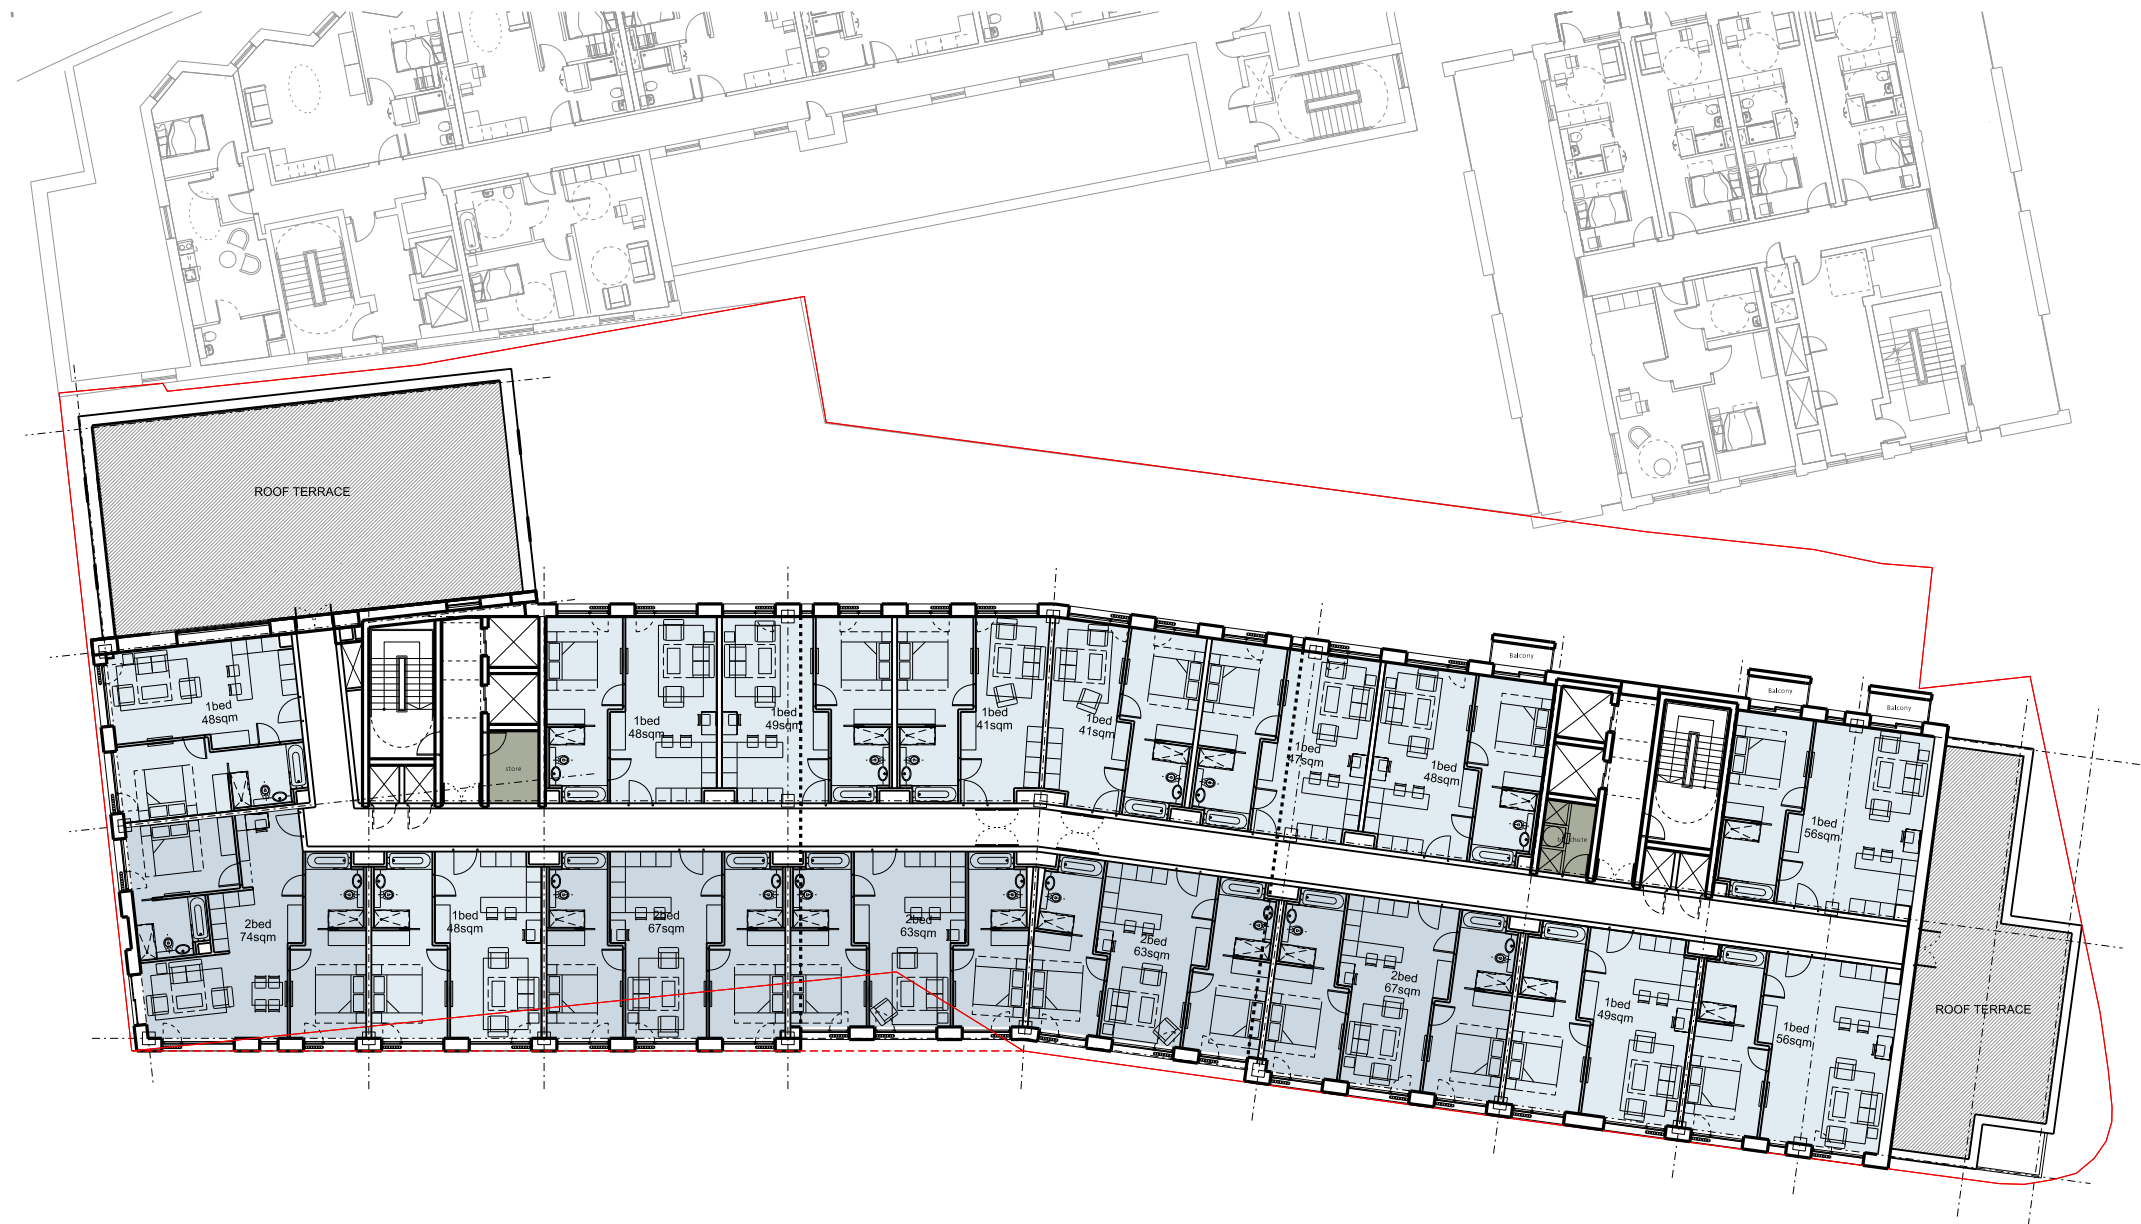 ROOF TERRACE
Balcony
Balcony
Balcony
1bed
48sqm
store
1bed
48sqm
1bed
49sqm
1bed
41sqm
1bed
41sqm
1bed
47sqm
1bed
48sqm
1bed
56sqm
2bed
74sqm
1bed
48sqm
2bed
67sqm
2bed
63sqm
2bed
63sqm
2bed
67sqm
1bed
49sqm
1bed
56sqm
ROOF TERRACE